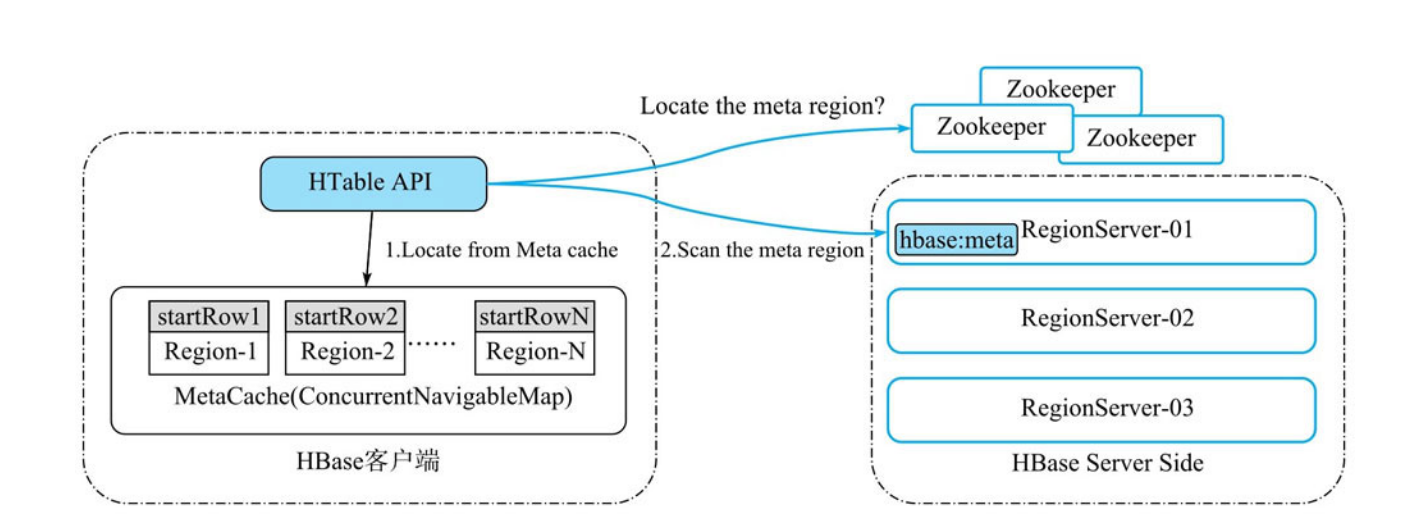 Zookeeper
Locate the meta region?
Zookeeper
Zookeeper
HTable API
1.Locate from Meta cache
2.Scan the meta region
hbase:meta
RegionServer-01
startRow1
startRow2
startRowN
Region-1
Region-2
......
Region-N
MetaCache(ConcurrentNavigableMap)
HBase客户端
RegionServer-02
RegionServer-03
HBase Server Side